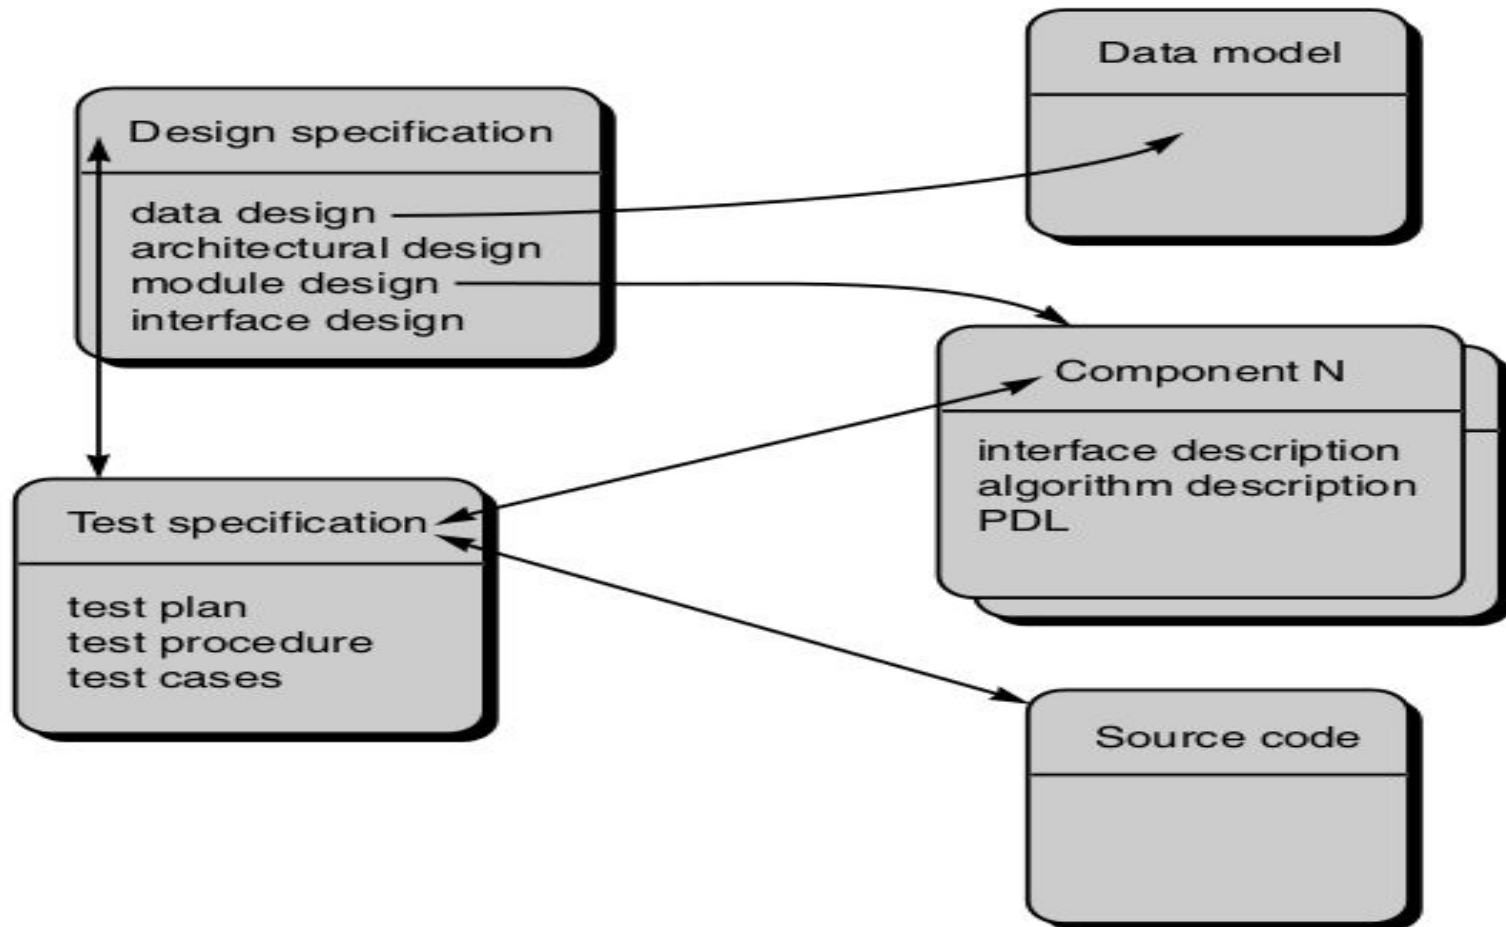 Data model
Design specification
data design
architectural design
module design
interface design
Component N
interface description
algorithm description
PDL
Test specification
test plan
test procedure
test cases
Source code